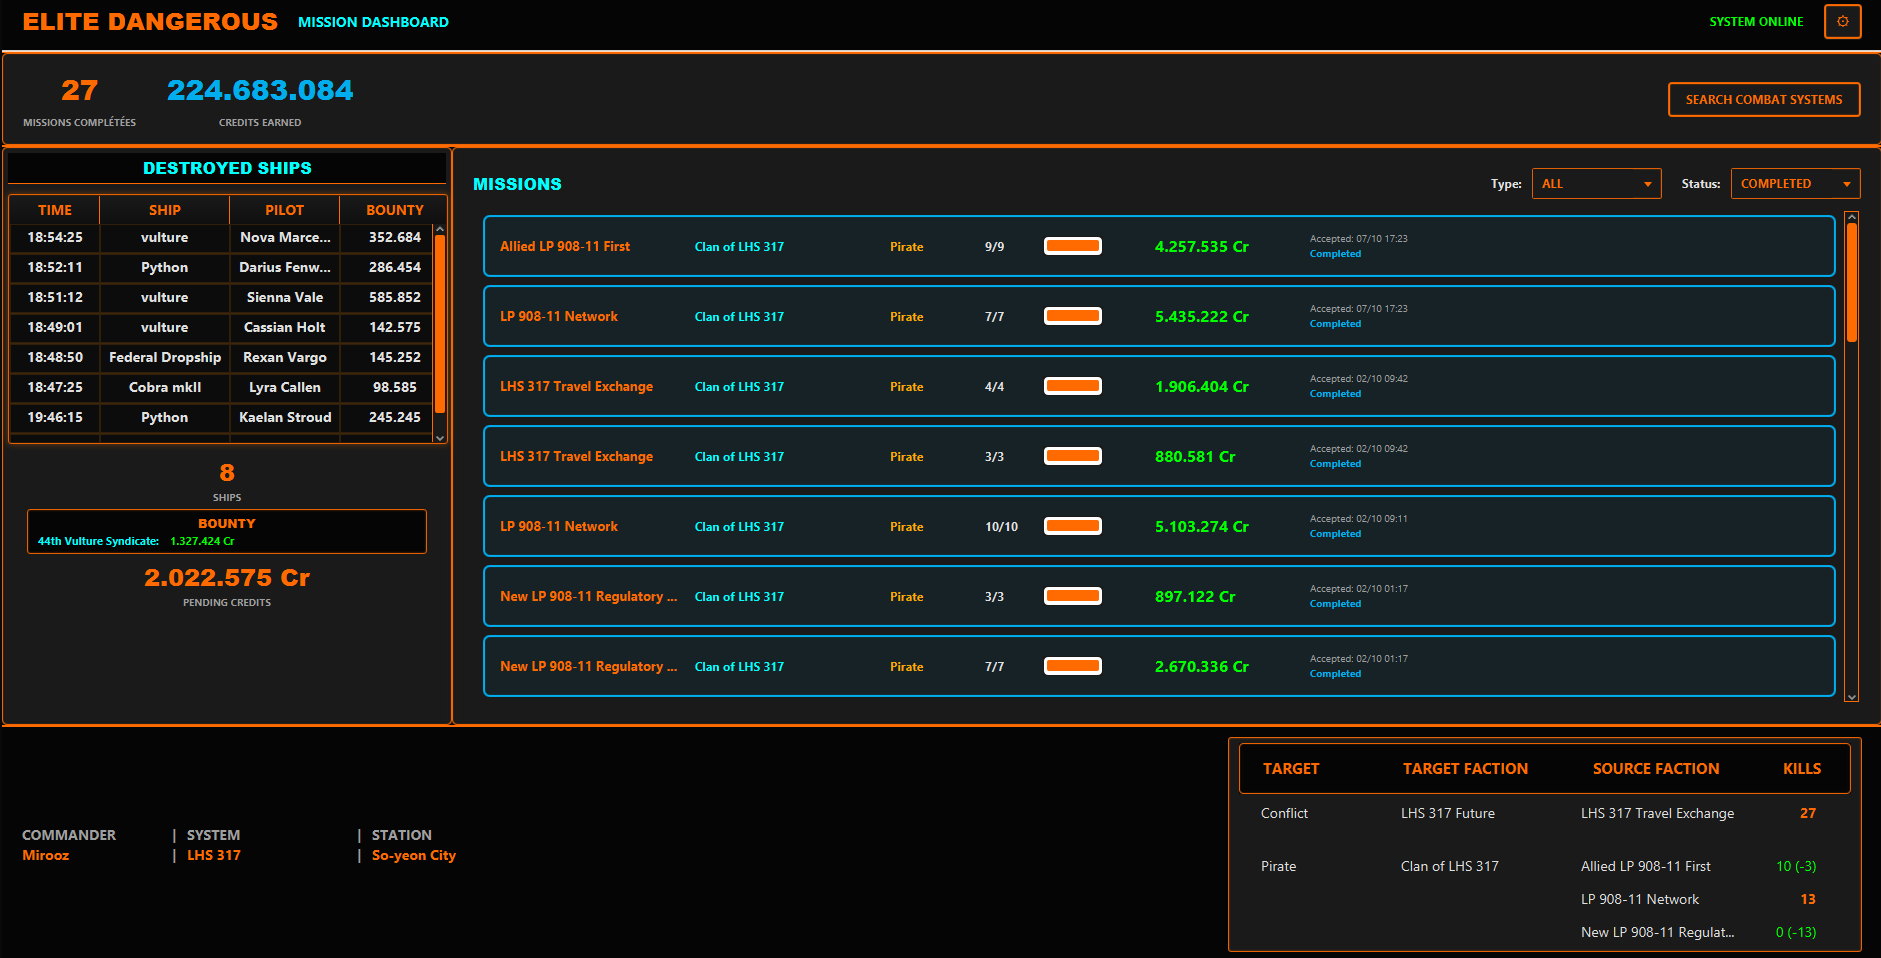 ELITE DANGEROUS MISSION DASHBOARD SYSTEM ONLINE
27 224.683.084
MISSIONS COMPLÉTÉES CREDITS EARNED
SEARCH COMBAT SYSTEMS
DESTROYED SHIPS
TIME SHIP PILOT BOUNTY
18:54:25 vulture Nova Marce... 352.684
18:52:11 Python Darius Fenw... 286.454
18:51:12 vulture Sienna Vale 585.852
18:49:01 vulture Cassian Holt 142.575
18:48:50 Federal Dropship Rexan Vargo 145.252
18:47:25 Cobra mkII Lyra Callen 98.585
19:46:15 Python Kaelan Stroud 245.245
8
SHIPS
BOUNTY
44th Vulture Syndicate: 1.327.424 Cr
2.022.575 Cr
PENDING CREDITS
MISSIONS Type: ALL Status: COMPLETED
Allied LP 908-11 First Clan of LHS 317 Pirate 9/9 4.257.535 Cr Accepted: 07/10 17:23
Completed
LP 908-11 Network Clan of LHS 317 Pirate 7/7 5.435.222 Cr Accepted: 07/10 17:23
Completed
LHS 317 Travel Exchange Clan of LHS 317 Pirate 4/4 1.906.404 Cr Accepted: 02/10 09:42
Completed
LHS 317 Travel Exchange Clan of LHS 317 Pirate 3/3 880.581 Cr Accepted: 02/10 09:42
Completed
LP 908-11 Network Clan of LHS 317 Pirate 10/10 5.103.274 Cr Accepted: 02/10 09:11
Completed
New LP 908-11 Regulatory ... Clan of LHS 317 Pirate 3/3 897.122 Cr Accepted: 02/10 01:17
Completed
New LP 908-11 Regulatory ... Clan of LHS 317 Pirate 7/7 2.670.336 Cr Accepted: 02/10 01:17
Completed
COMMANDER | SYSTEM | STATION
Mirooz | LHS 317 | So-yeon City
TARGET TARGET FACTION SOURCE FACTION KILLS
Conflict LHS 317 Future LHS 317 Travel Exchange 27
Pirate Clan of LHS 317 Allied LP 908-11 First 10 (-3)
LP 908-11 Network 13
New LP 908-11 Regulat... 0 (-13)